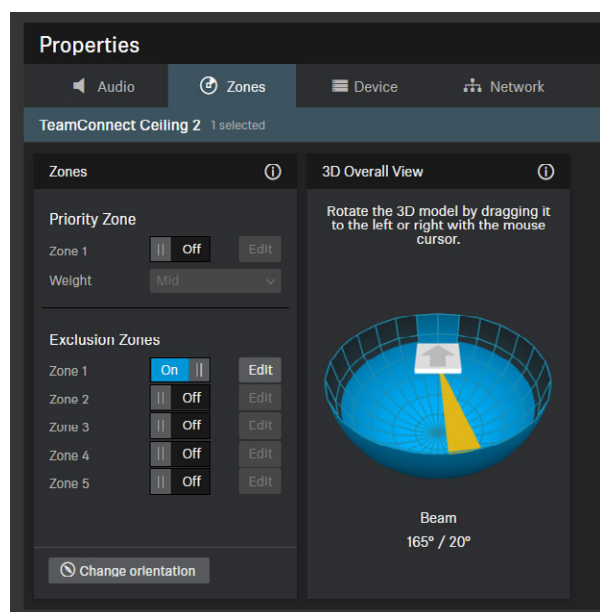 Properties
Audio Zones Device Network
TeamConnect Ceiling 2 1 selected
Zones
Priority Zone
Zone 1 Off Edit
Weight Mid
Exclusion Zones
Zone 1 On Edit
Zone 2 Off Edit
Zone 3 Off Edit
Zone 4 Off Edit
Zone 5 Off Edit
Change orientation
3D Overall View
Rotate the 3D model by dragging it
to the left or right with the mouse
cursor.
Beam
165° / 20°